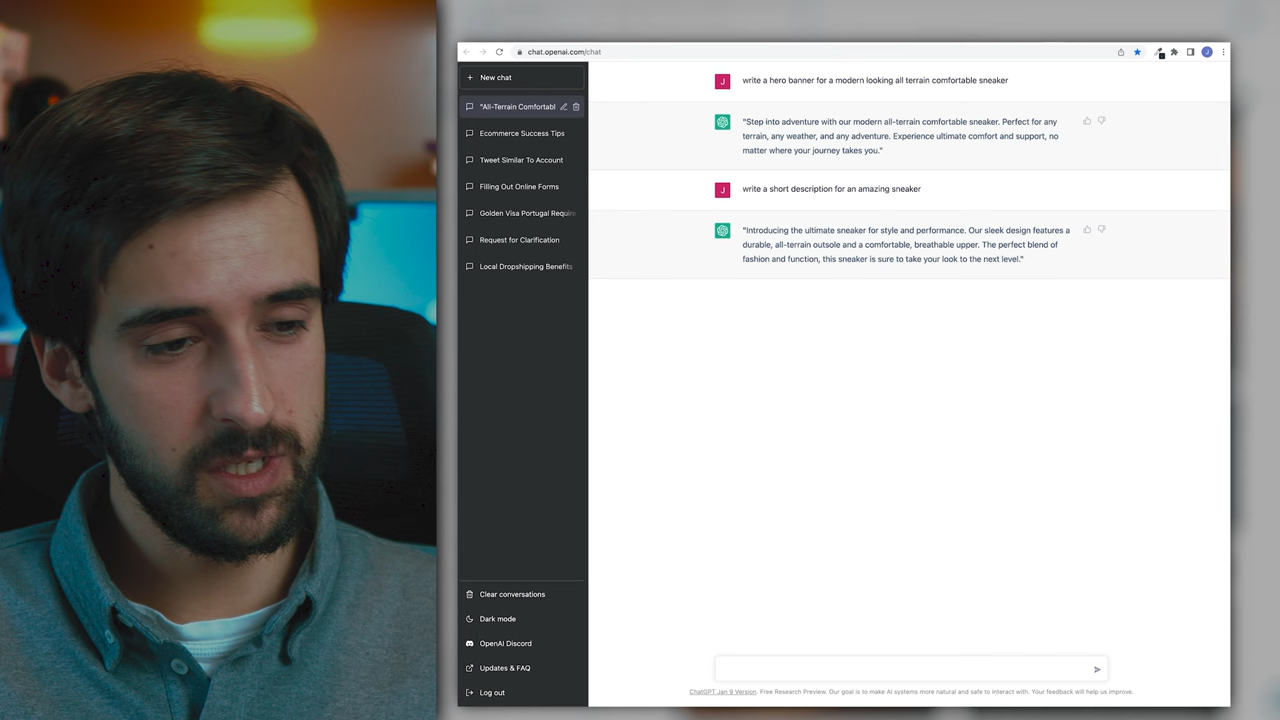 chat.openai.com/chat
J
New chat
"All-Terrain Comfortabl
Ecommerce Success Tips
Tweet Similar To Account
Filling Out Online Forms
Golden Visa Portugal Require
Request for Clarification
Local Dropshipping Benefits
J
write a hero banner for a modern looking all terrain comfortable sneaker
"Step into adventure with our modern all-terrain comfortable sneaker. Perfect for any
terrain, any weather, and any adventure. Experience ultimate comfort and support, no
matter where your journey takes you."
J
write a short description for an amazing sneaker
"Introducing the ultimate sneaker for style and performance. Our sleek design features a
durable, all-terrain outsole and a comfortable, breathable upper. The perfect blend of
fashion and function, this sneaker is sure to take your look to the next level."
Clear conversations
Dark mode
OpenAI Discord
Updates & FAQ
Log out
ChatGPT Jan 9 Version. Free Research Preview. Our goal is to make AI systems more natural and safe to interact with. Your feedback will help us improve.